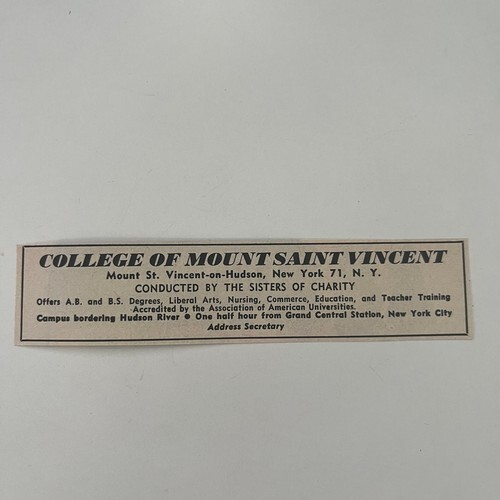 COLLEGE OF MOUNT SAINT VINCENT
Mount St. Vincent-on-Hudson, New York 71, N. Y.
CONDUCTED BY THE SISTERS OF CHARITY
Offers A.B. and B.S. Degrees, Liberal Arts, Nursing, Commerce, Education, and Teacher Training
Accredited by the Association of American Universities.
Campus bordering Hudson River ● One half hour from Grand Central Station, New York City
Address Secretary